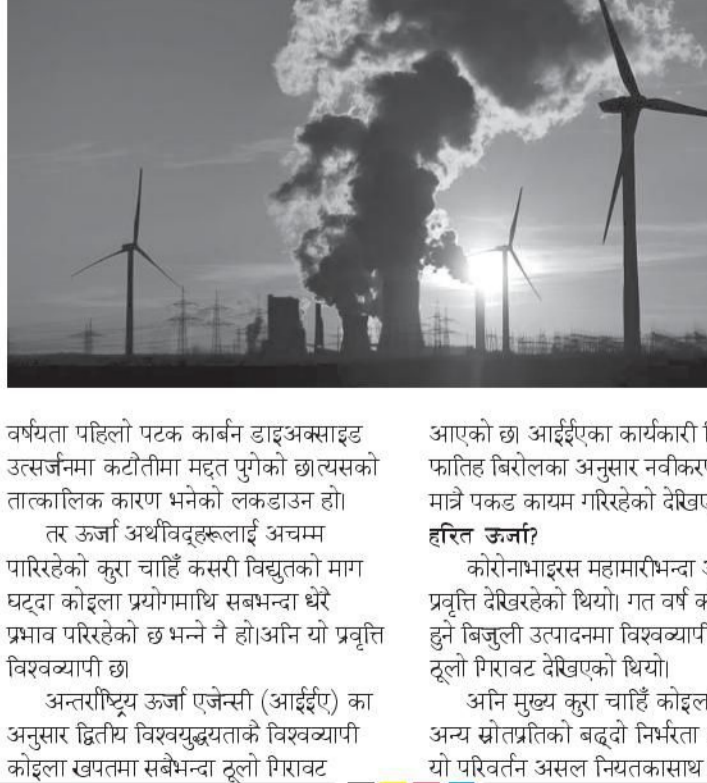 वर्षयता पहिलो पटक कार्बन डाइअक्साइड
उत्सर्जनमा कटौतीमा मद्दत पुगेको छ।त्यसको
तात्कालिक कारण भनेको लकडाउन हो।
तर ऊर्जा अर्थविद्हरूलाई अचम्म
पारिरहेको कुरा चाहिँ कसरी विद्युतको माग
घट्दा कोइला प्रयोगमाथि सबभन्दा धेरै
प्रभाव परिरहेको छ भन्ने नै हो।अनि यो प्रवृत्ति
विश्वव्यापी छ।
अन्तर्राष्ट्रिय ऊर्जा एजेन्सी (आईईए) का
अनुसार द्वितीय विश्वयुद्धयताकै विश्वव्यापी
कोइला खपतमा सबैभन्दा ठूलो गिरावट
आएको छ। आईईएका कार्यकारी
फातिह बिरोलका अनुसार
मात्रै पकड कायम गरिरहेको
हरित ऊर्जा?
कोरोनाभाइरस महामारीभन्दा
प्रवृत्ति देखिरहेको थियो। गत वर्ष
हुने बिजुली उत्पादनमा
ठूलो गिरावट देखिएको थियो।
अनि मुख्य कुरा चाहिँ
अन्य स्रोतप्रतिको बढ्दो निर्भरता
यो परिवर्तन असल नियतकासाथ